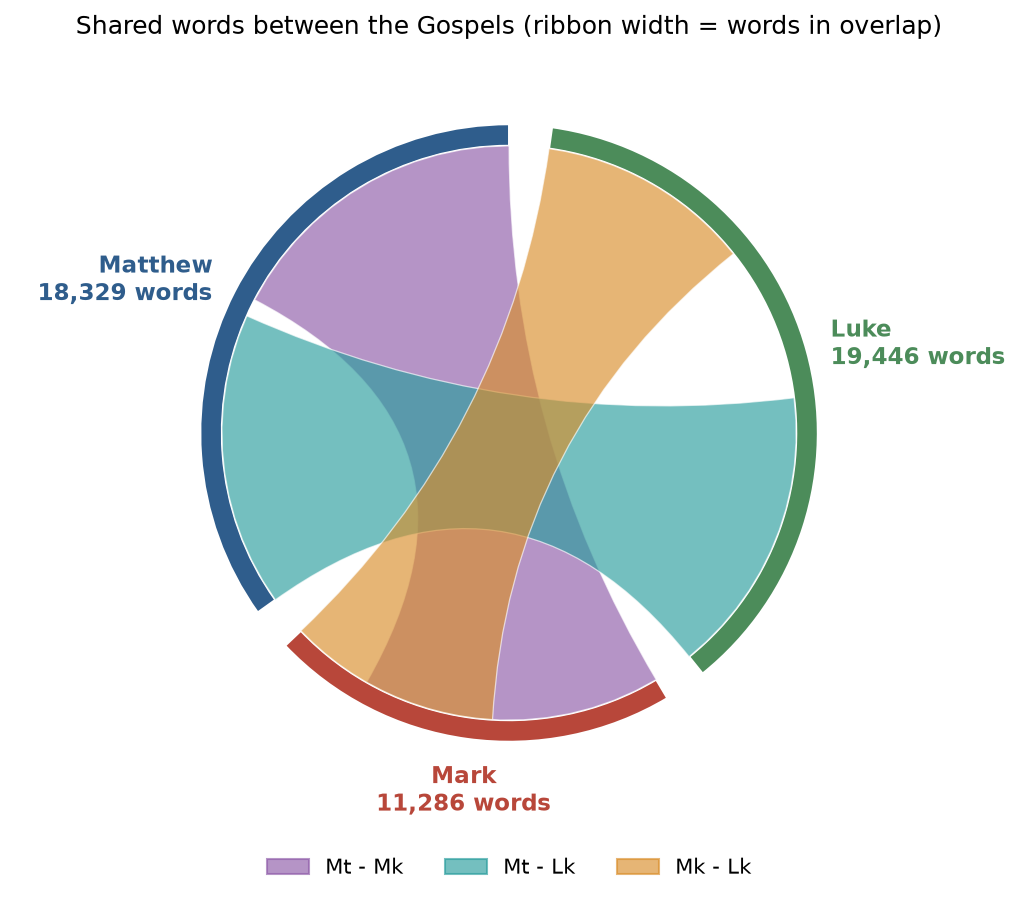 Shared words between the Gospels (ribbon width = words in overlap)
Matthew
18,329 words
Luke
19,446 words
Mark
11,286 words
Mt - Mk
Mt - Lk
Mk - Lk